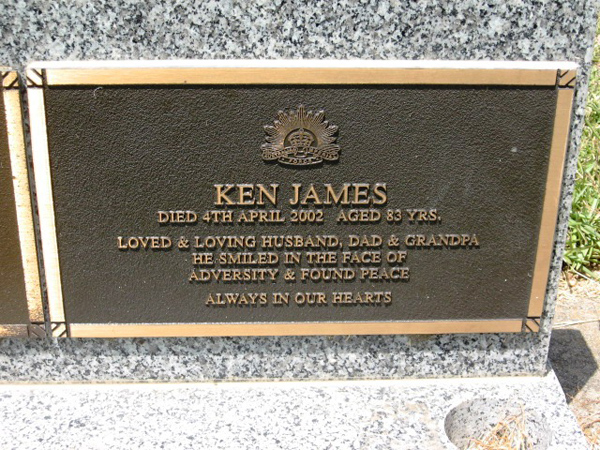 KEN JAMES
DIED 4TH APRIL 2002 AGED 83 YRS.
LOVED & LOVING HUSBAND, DAD & GRANDPA
HE SMILED IN THE FACE OF
ADVERSITY & FOUND PEACE
ALWAYS IN OUR HEARTS